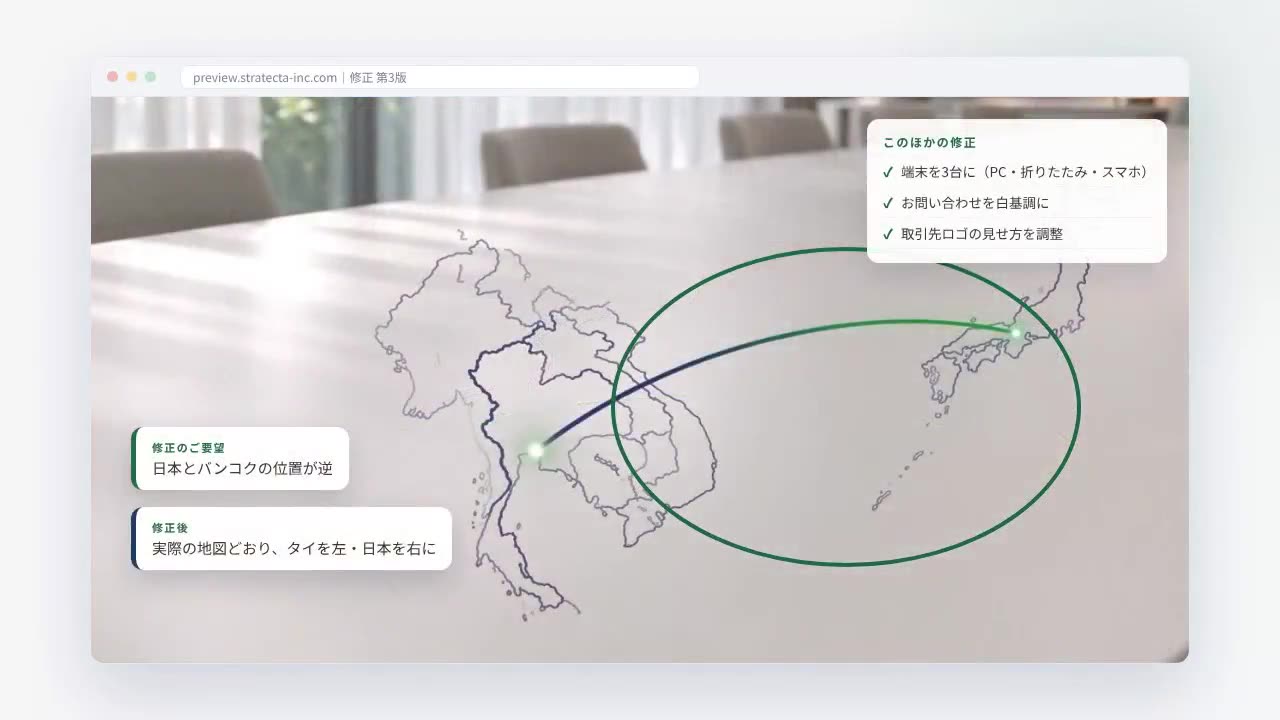 preview.stratecta-inc.com｜修正 第3版
このほかの修正
✓ 端末を3台に（PC・折りたたみ・スマホ）
✓ お問い合わせを白基調に
✓ 取引先ロゴの見せ方を調整
修正のご要望
日本とバンコクの位置が逆
修正後
実際の地図どおり、タイを左・日本を右に